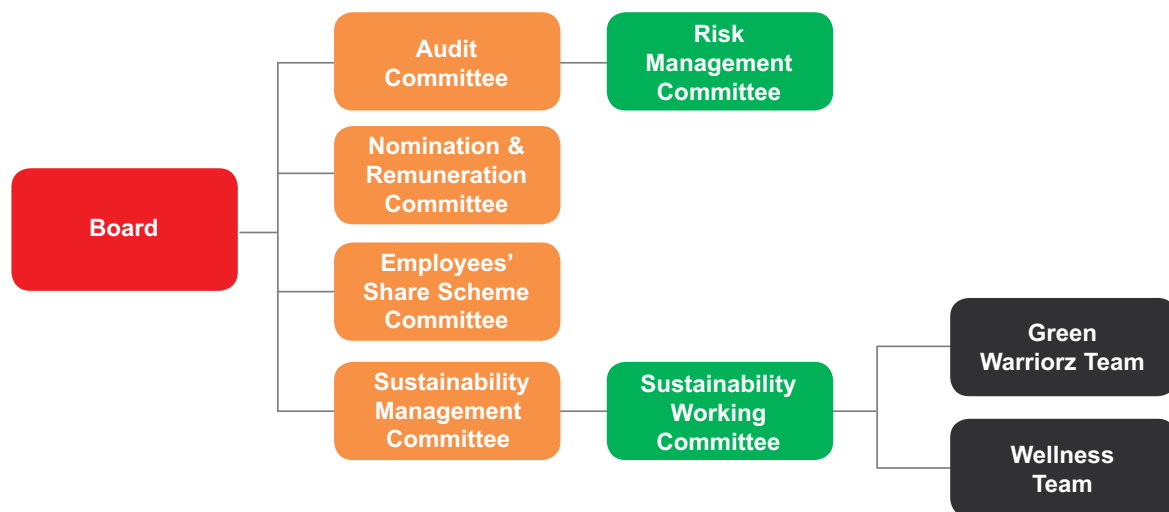 Audit
Committee
Risk
Management
Committee
Nomination &
Remuneration
Committee
Board
Employees’
Share Scheme
Committee
Sustainability
Management
Committee
Sustainability
Working
Committee
Green
Warriorz Team
Wellness
Team